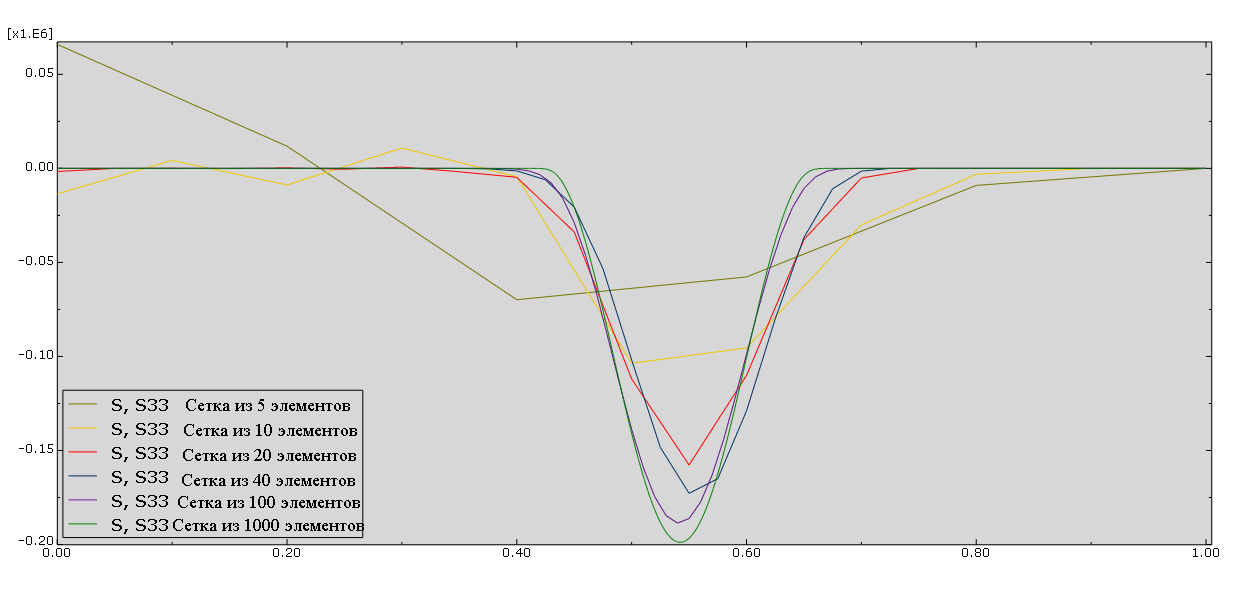 [x1.E6]
0.05
0.00
-0.05
-0.10
-0.15
-0.20
S, S33 Сетка из 5 элементов
S, S33 Сетка из 10 элементов
S, S33 Сетка из 20 элементов
S, S33 Сетка из 40 элементов
S, S33 Сетка из 100 элементов
S, S33 Сетка из 1000 элементов
0.00 0.20 0.40 0.60 0.80 1.00